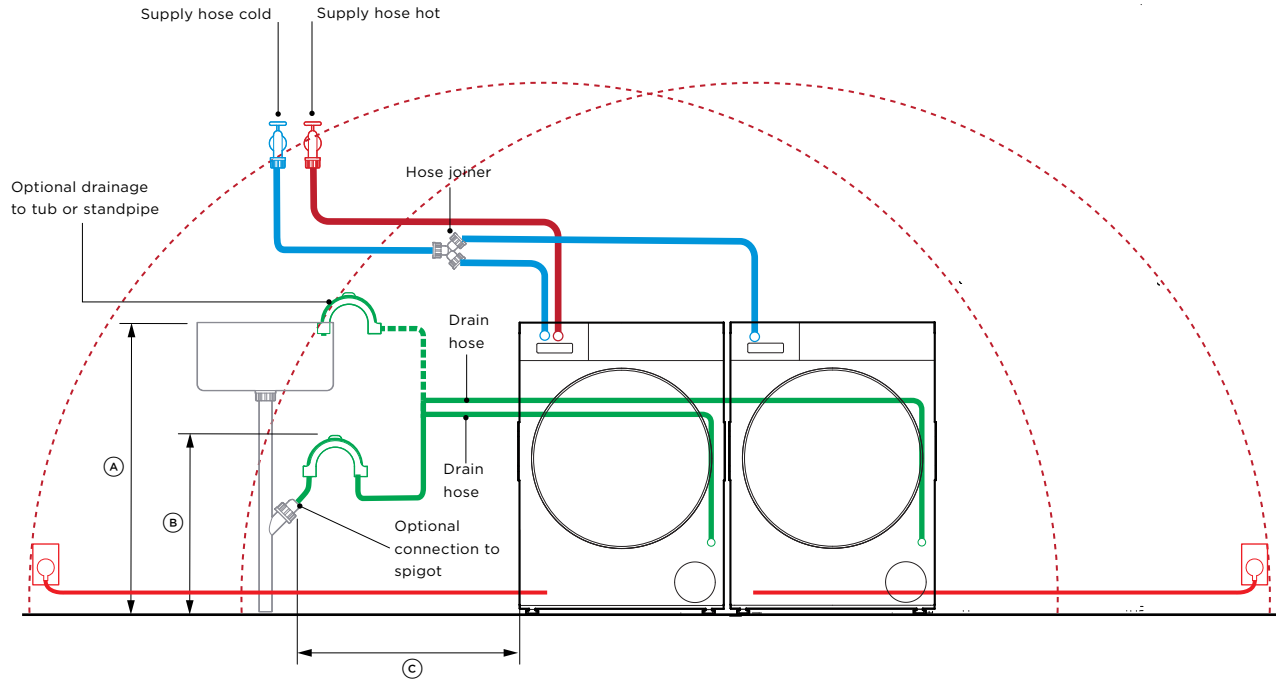 Supply hose cold
Supply hose hot
Optional drainage
to tub or standpipe
Hose joiner
Drain
hose
A
B
Drain
hose
Optional
connection to
spigot
C